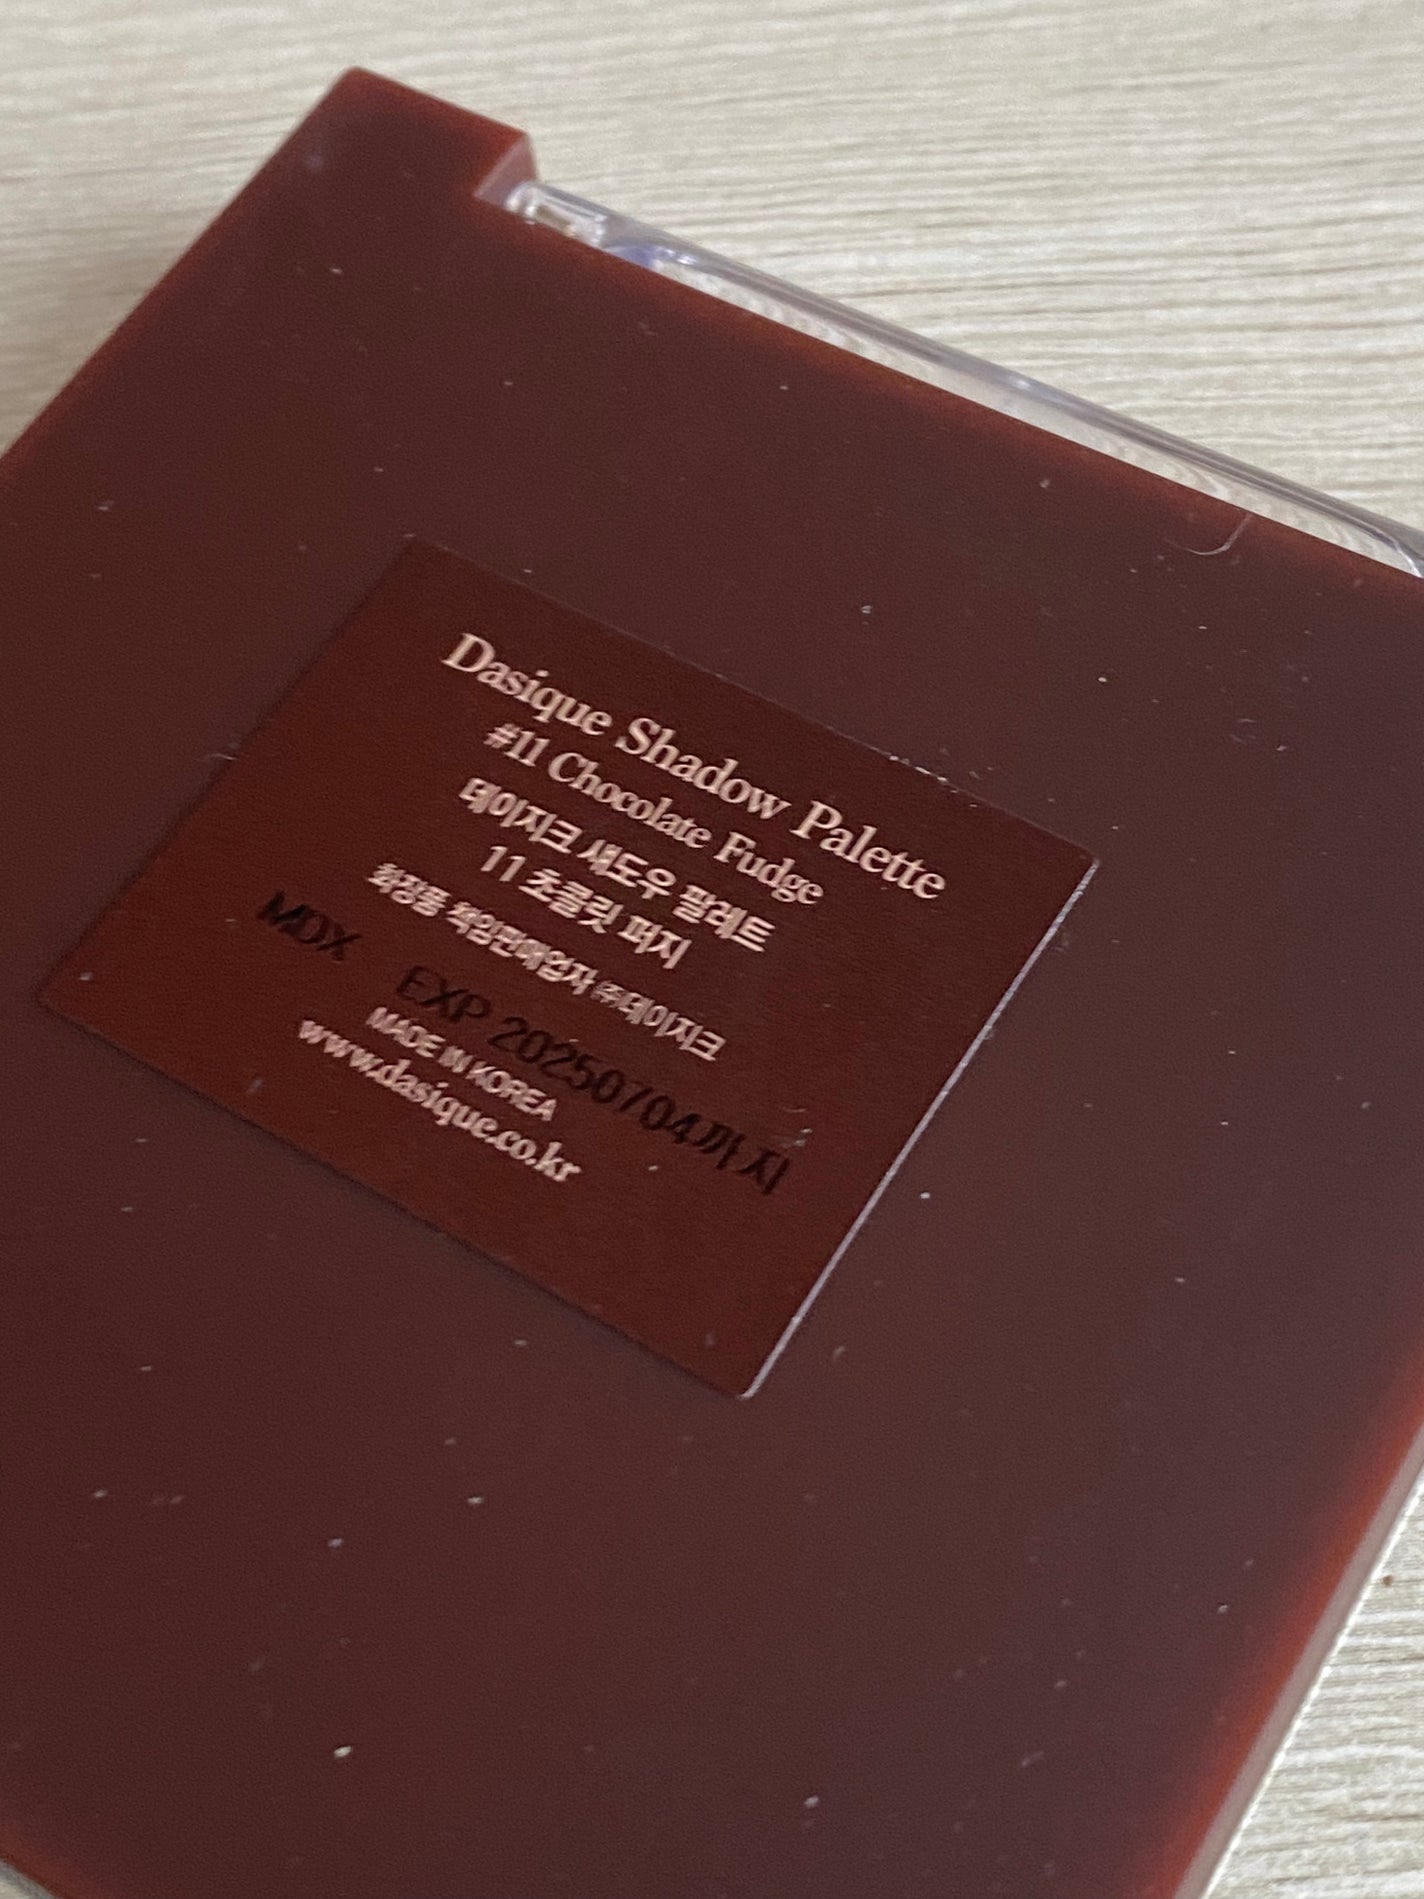 Dasique Shadow Palette
#11 Chocolate Fudge
데이지크 섀도우 팔레트
11 초콜릿 퍼지
화장품 책임판매업자 ㈜데이지크
MDX EXP 20250704까지
MADE IN KOREA
www.dasique.co.kr